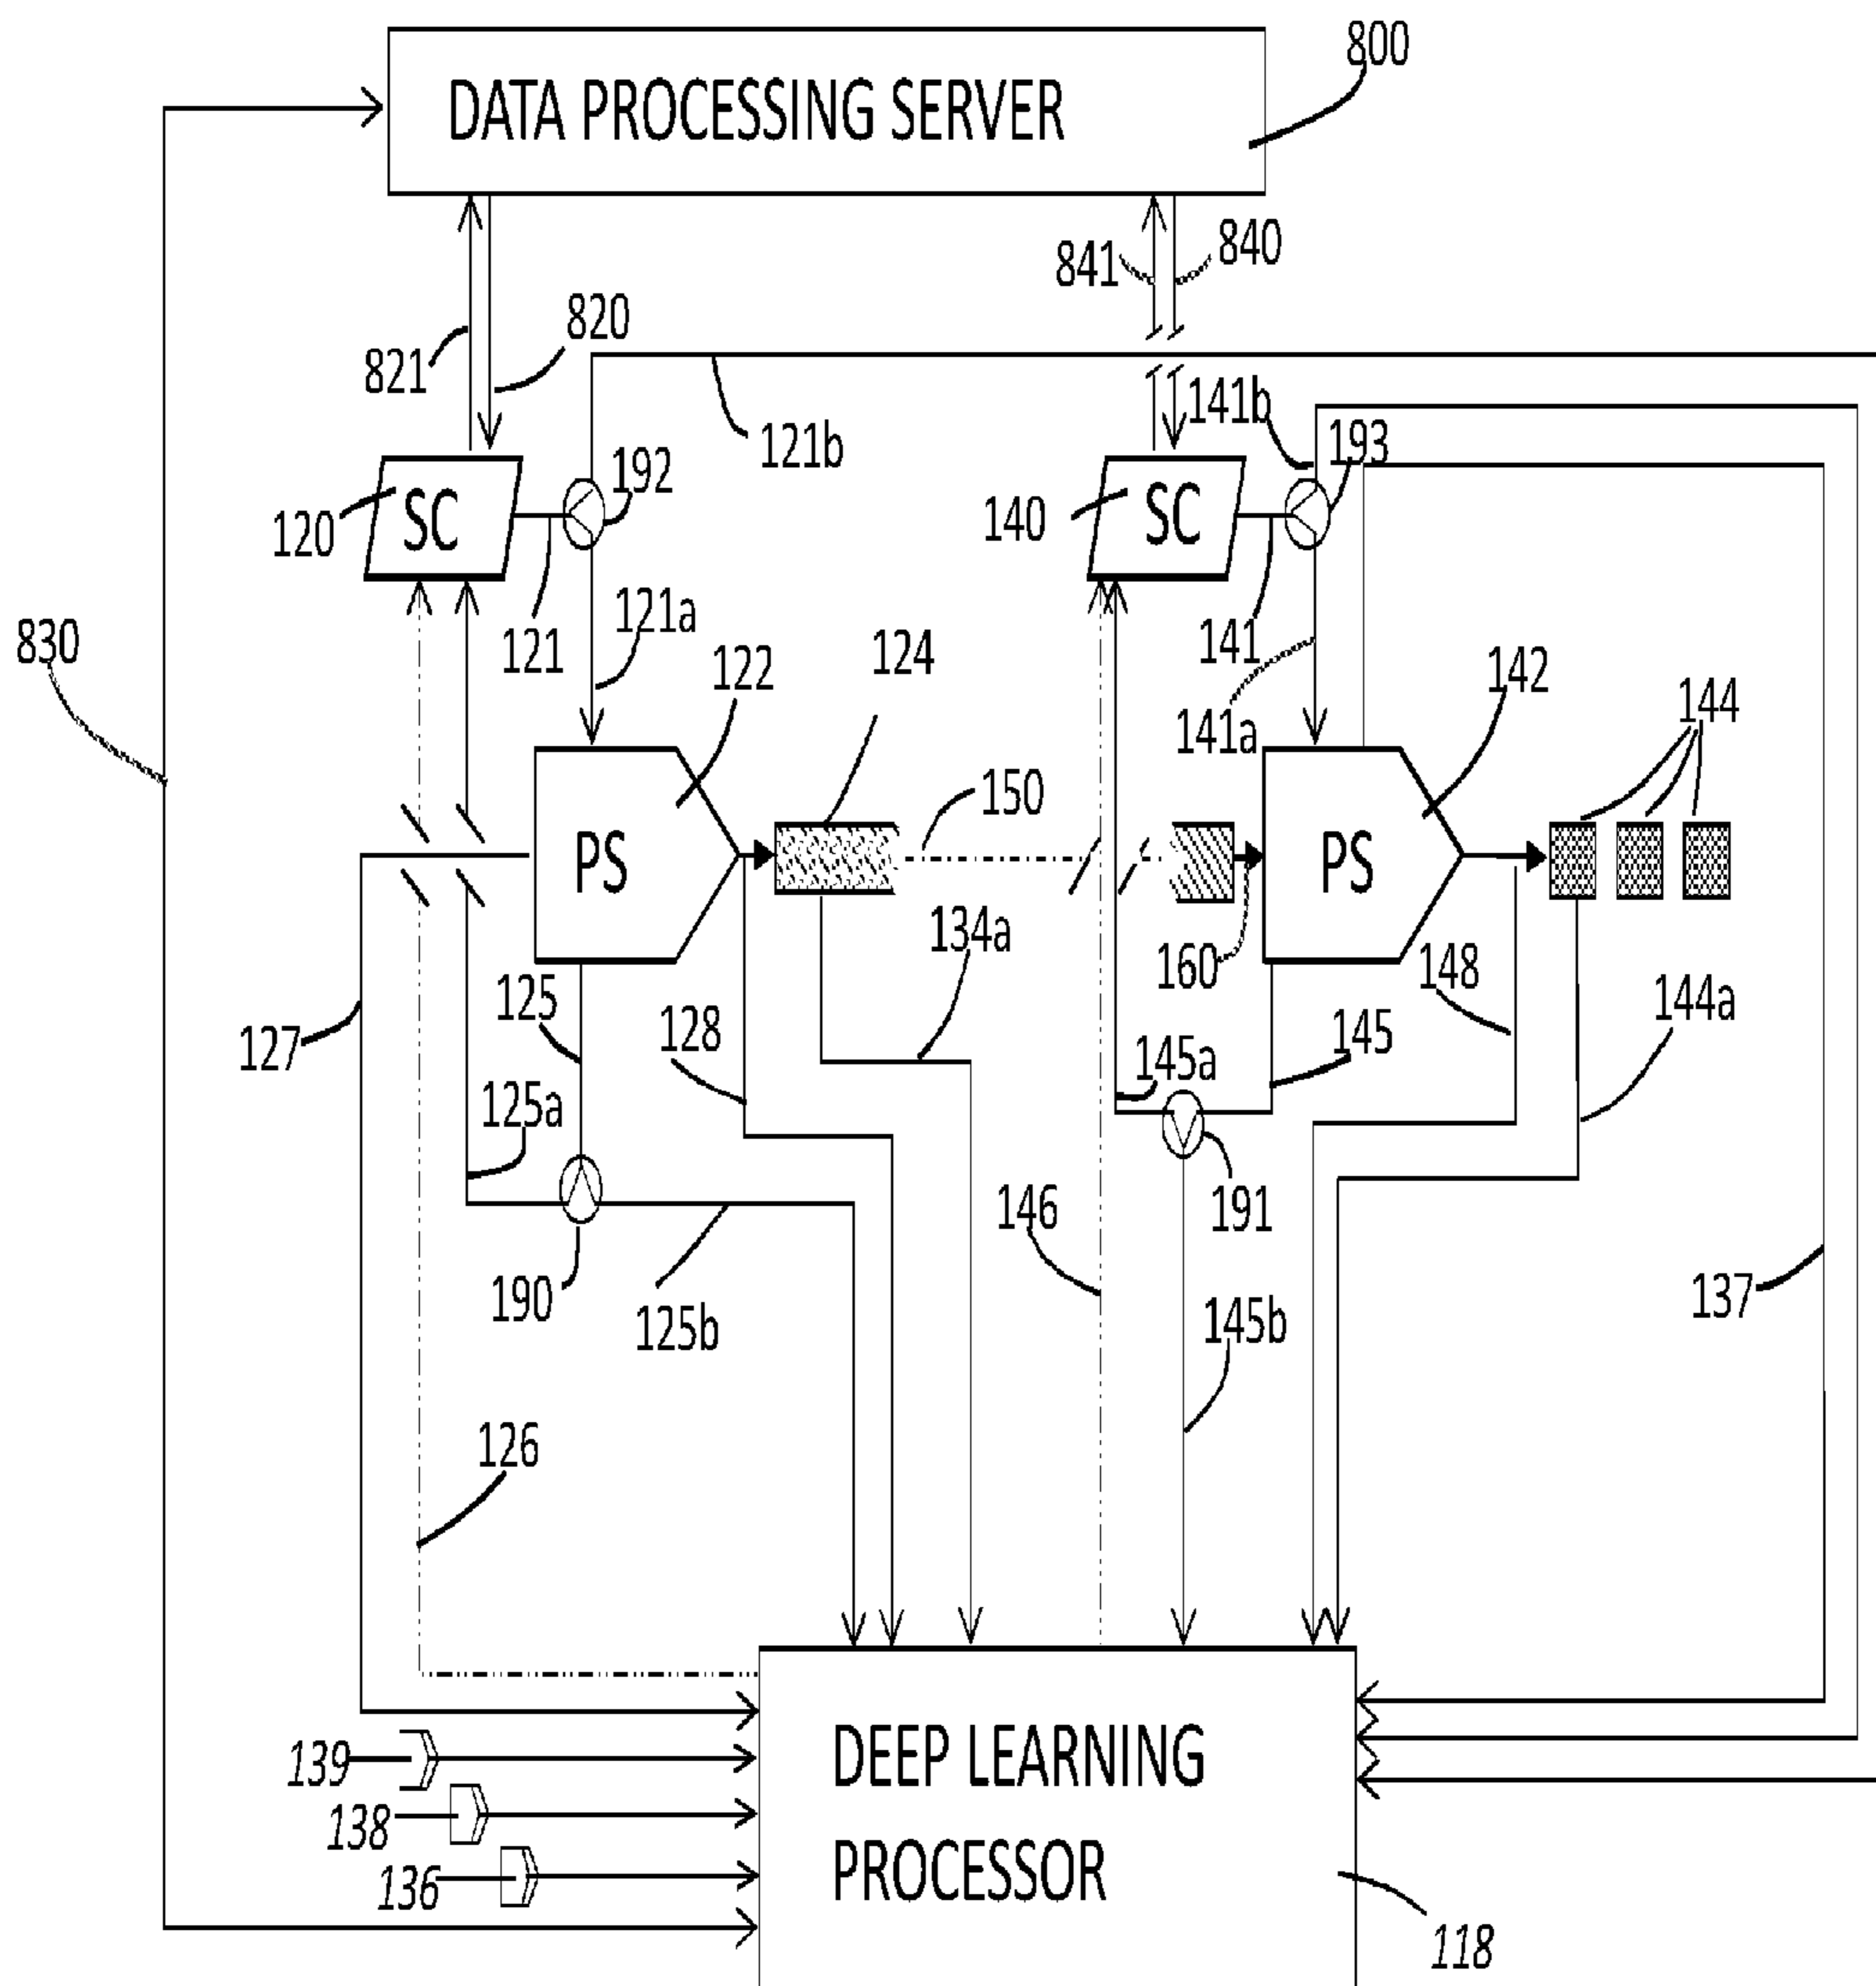 800
DATA PROCESSING SERVER
841
840
820
821
121b
141b
193
192
120
SC
140
SC
121
121a
141
141a
830
122
124
142
144
150
PS
PS
134a
160
148
144a
125
127
128
145a
145
125a
146
191
190
125b
145b
137
126
139
138
136
DEEP LEARNING
PROCESSOR
118